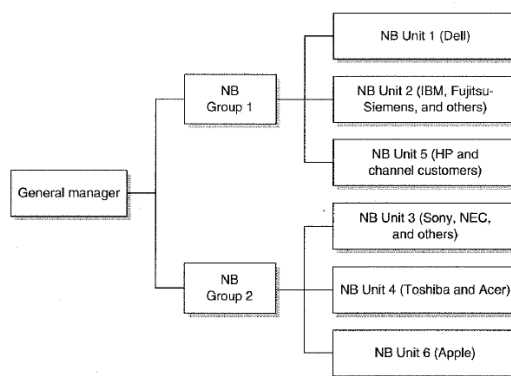 General manager
NB
Group 1
NB Unit 1 (Dell)
NB Unit 2 (IBM, Fujitsu-
Siemens, and others)
NB Unit 5 (HP and
channel customers)
NB
Group 2
NB Unit 3 (Sony, NEC,
and others)
NB Unit 4 (Toshiba and Acer)
NB Unit 6 (Apple)